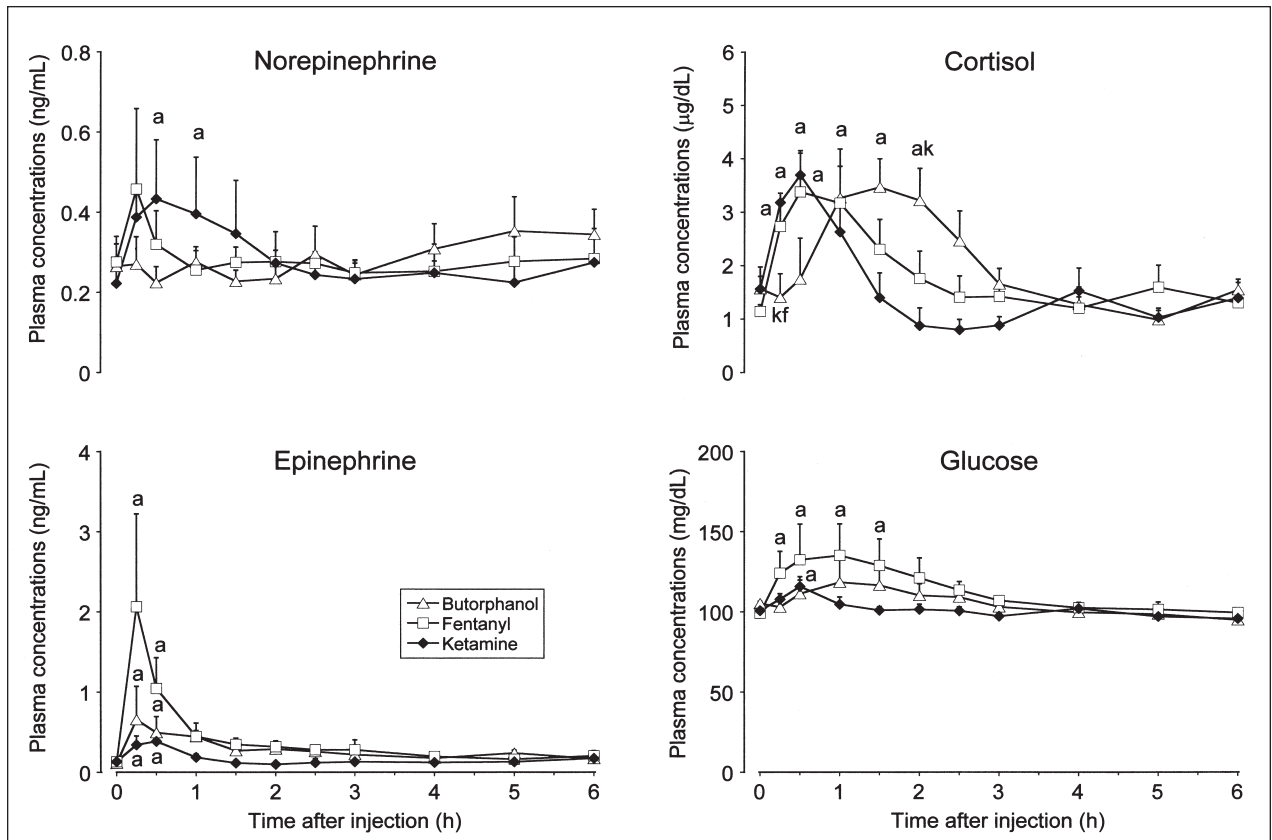 Norepinephrine
Plasma concentrations (ng/mL)
0.8
0.6
0.4
0.2
0
a
a
Cortisol
Plasma concentrations (µg/dL)
6
5
4
3
2
1
0
a
a
a
a
a
a
ak
kf
Epinephrine
Plasma concentrations (ng/mL)
4
3
2
1
0
a
a
a
a
a
a
Butorphanol
Fentanyl
Ketamine
0 1 2 3 4 5 6
Time after injection (h)
Glucose
Plasma concentrations (mg/dL)
200
150
100
50
0
a
a
a
a
a
0 1 2 3 4 5 6
Time after injection (h)